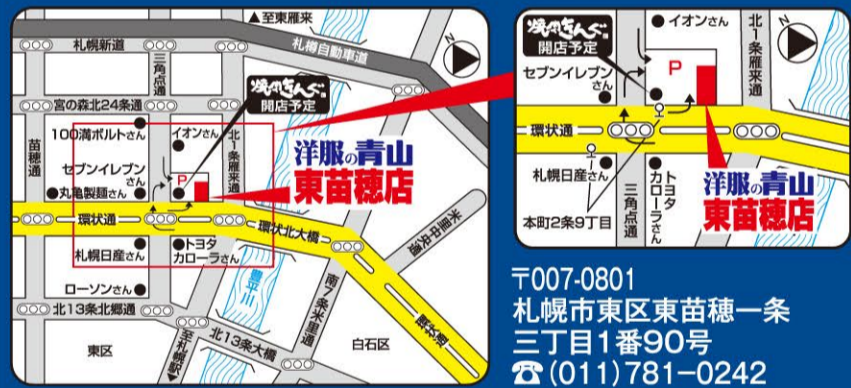 ▲至東雁来
札幌新道
札樽自動車道
三角点通
焼肉きんぐ
開店予定
N
宮の森北24条通
100満ボルトさん
イオンさん
北1条雁来通
苗穂通
セブンイレブンさん
P
丸亀製麺さん
洋服の青山
東苗穂店
環状通
環状北大橋
札幌日産さん
トヨタ
カローラさん
豊平川
米里中央通
ローソンさん
南7条米里通
北13条北郷通
至札幌駅▼
北13条大橋
環状通
東区
白石区
焼肉きんぐ
開店予定
イオンさん
北1条雁来通
N
セブンイレブンさん
P
環状通
札幌日産さん
三角点通
トヨタ
カローラさん
本町2条9丁目
洋服の青山
東苗穂店
〒007-0801
札幌市東区東苗穂一条
三丁目1番90号
☎(011)781-0242